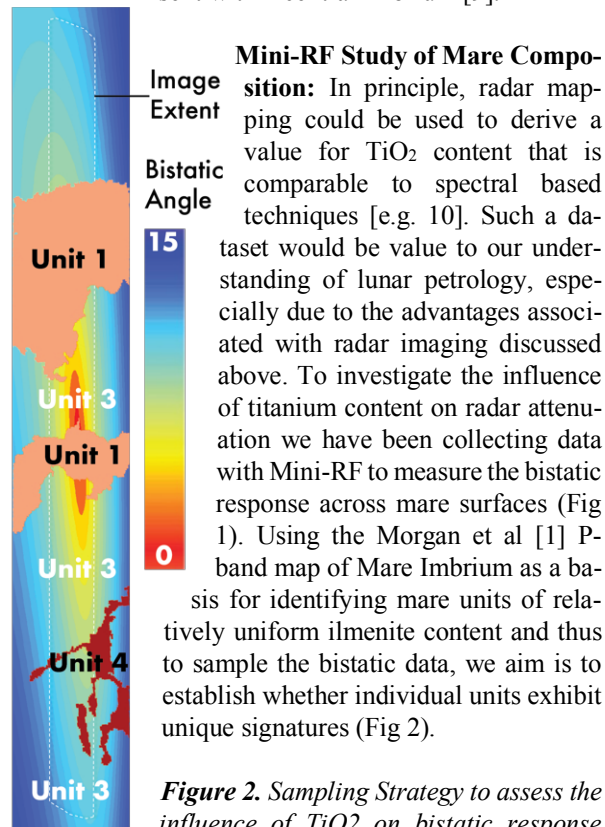 Image
Extent
Bistatic
Angle
15
0
Unit 1
Unit 3
Unit 1
Unit 3
Unit 4
Unit 3
Mini-RF Study of Mare Compo-
sition: In principle, radar map-
ping could be used to derive a
value for TiO2 content that is
comparable to spectral based
techniques [e.g. 10]. Such a da-
taset would be value to our under-
standing of lunar petrology, espe-
cially due to the advantages associ-
ated with radar imaging discussed
above. To investigate the influence
of titanium content on radar attenu-
ation we have been collecting data
with Mini-RF to measure the bistatic
response across mare surfaces (Fig
1). Using the Morgan et al [1] P-
band map of Mare Imbrium as a ba-
sis for identifying mare units of rela-
tively uniform ilmenite content and thus
to sample the bistatic data, we aim is to
establish whether individual units exhibit
unique signatures (Fig 2).
Figure 2. Sampling Strategy to assess the
influence of TiO2 on bistatic response